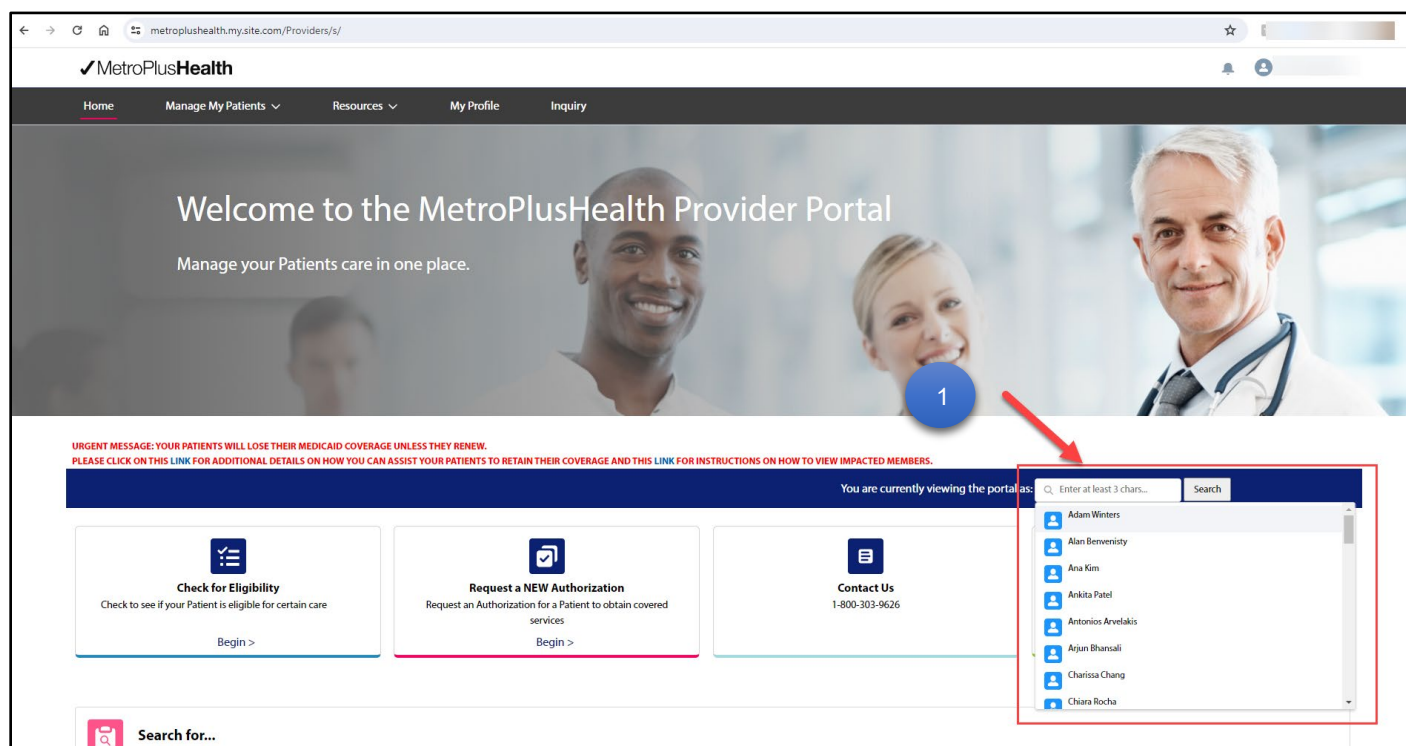 metroplushealth.my.site.com/Providers/s/
MetroPlusHealth
Home Manage My Patients Resources My Profile Inquiry
Welcome to the MetroPlusHealth Provider Portal
Manage your Patients care in one place.
1
URGENT MESSAGE: YOUR PATIENTS WILL LOSE THEIR MEDICAID COVERAGE UNLESS THEY RENEW.
PLEASE CLICK ON THIS LINK FOR ADDITIONAL DETAILS ON HOW YOU CAN ASSIST YOUR PATIENTS TO RETAIN THEIR COVERAGE AND THIS LINK FOR INSTRUCTIONS ON HOW TO VIEW IMPACTED MEMBERS.
You are currently viewing the portal as: Enter at least 3 chars... Search
Adam Winters
Alan Benvenisty
Ana Kim
Ankita Patel
Antonios Arvelakis
Arjun Bhansali
Charissa Chang
Chiara Rocha
Check for Eligibility
Check to see if your Patient is eligible for certain care
Begin >
Request a NEW Authorization
Request an Authorization for a Patient to obtain covered
services
Begin >
Contact Us
1-800-303-9626
Search for...